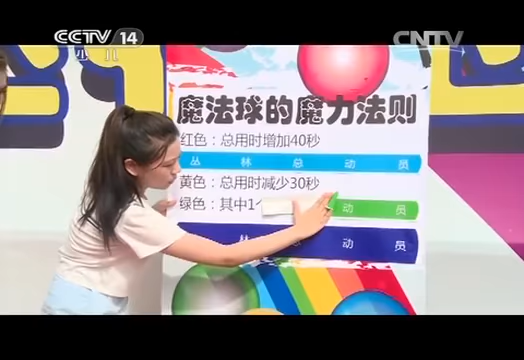 CCTV 14
少儿
CNTV
魔法球的魔力法则
红色：总用时增加40秒
丛 林 总 动 员
黄色：总用时减少30秒
绿色：其中1
动 员
林 总 动 员